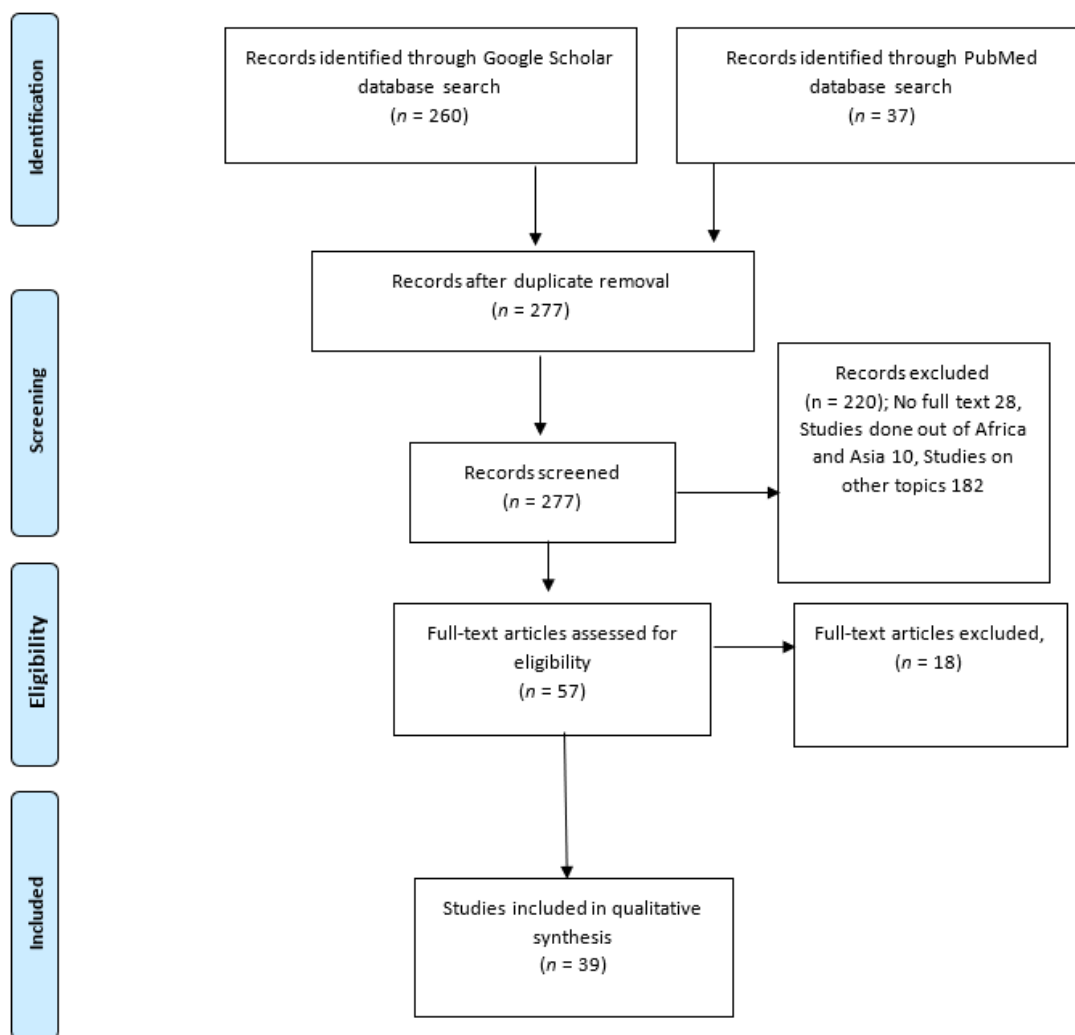 Identification
Records identified through Google Scholar
database search
(n = 260)
Records identified through PubMed
database search
(n = 37)
Records after duplicate removal
(n = 277)
Screening
Records screened
(n = 277)
Records excluded
(n = 220); No full text 28,
Studies done out of Africa
and Asia 10, Studies on
other topics 182
Eligibility
Full-text articles assessed for
eligibility
(n = 57)
Full-text articles excluded,
(n = 18)
Included
Studies included in qualitative
synthesis
(n = 39)